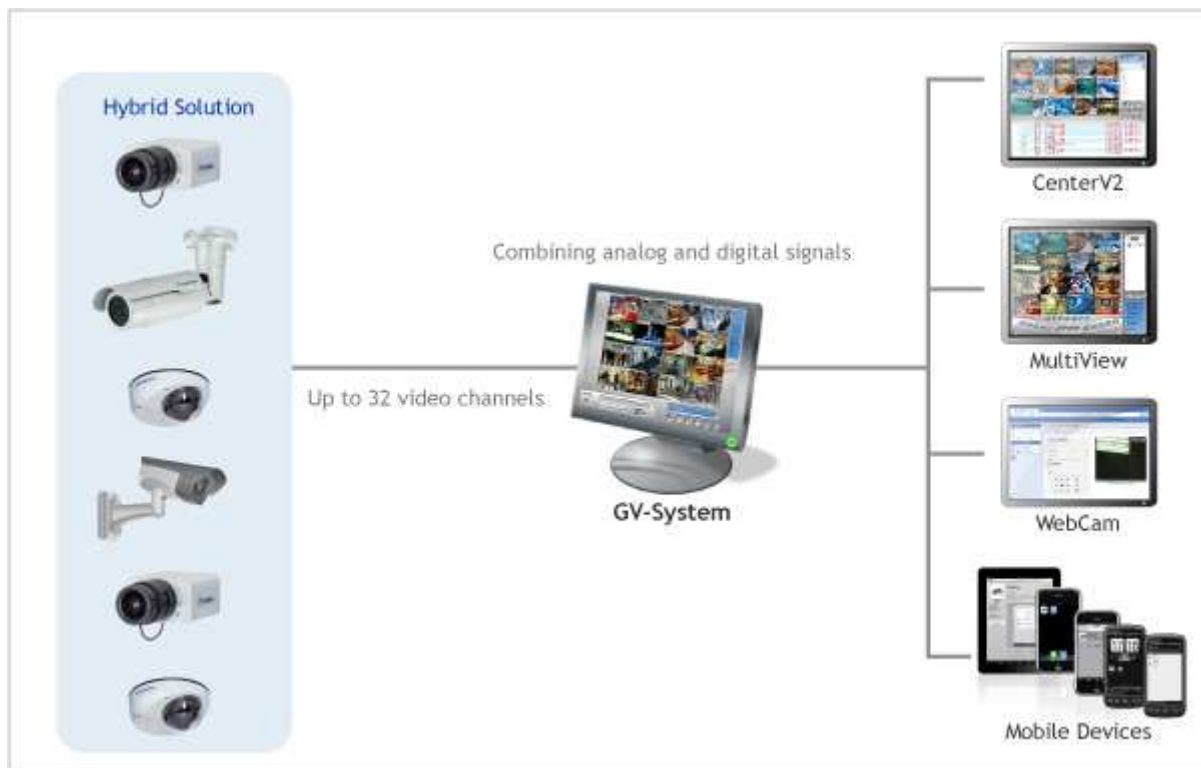 Hybrid Solution
Up to 32 video channels
Combining analog and digital signals
GV-System
CenterV2
MultiView
WebCam
Mobile Devices